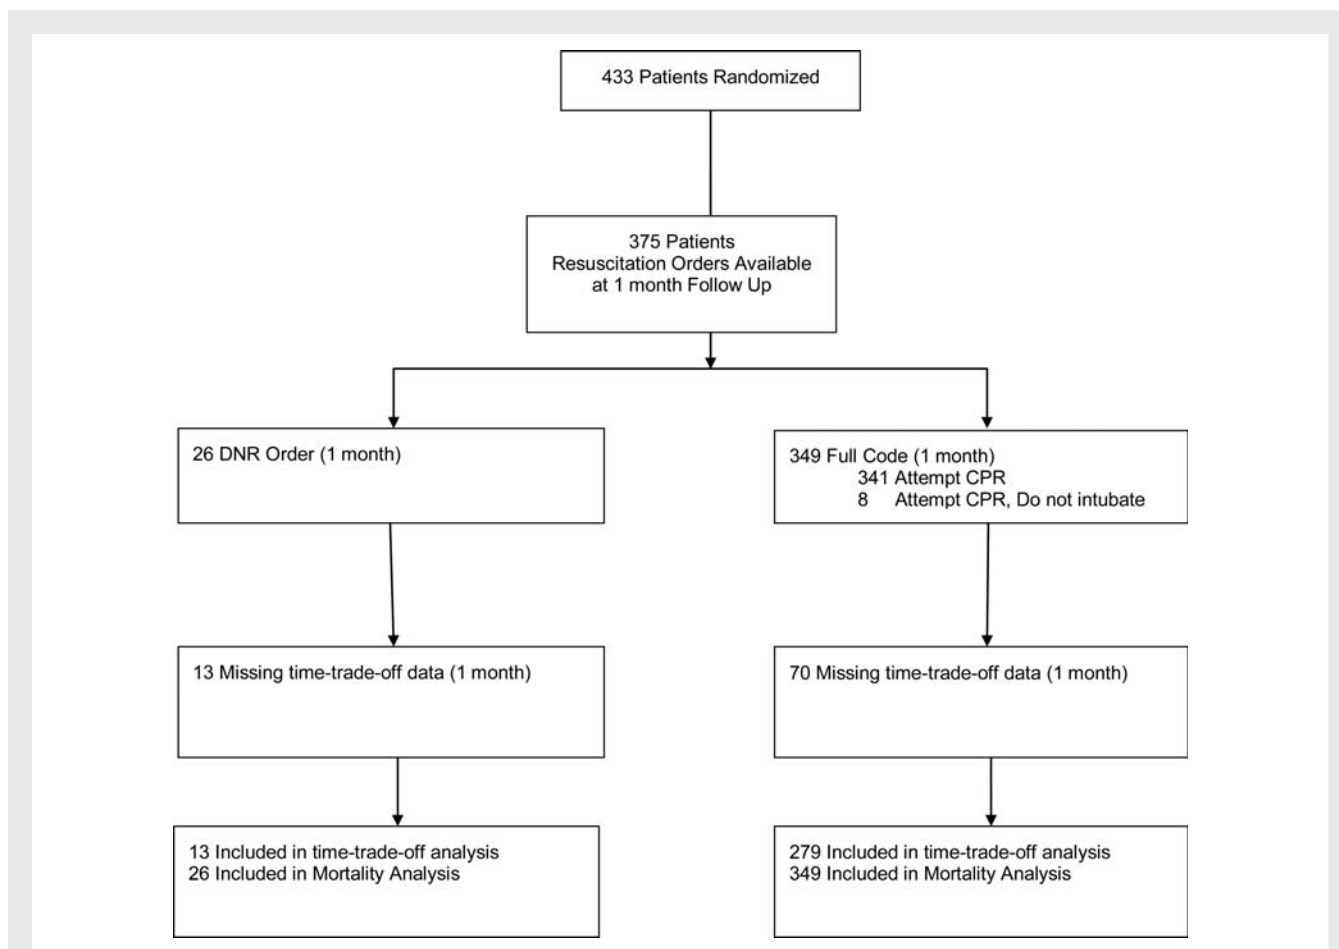 433 Patients Randomized
375 Patients
Resuscitation Orders Available
at 1 month Follow Up
26 DNR Order (1 month)
349 Full Code (1 month)
341 Attempt CPR
8 Attempt CPR, Do not intubate
13 Missing time-trade-off data (1 month)
70 Missing time-trade-off data (1 month)
13 Included in time-trade-off analysis
26 Included in Mortality Analysis
279 Included in time-trade-off analysis
349 Included in Mortality Analysis